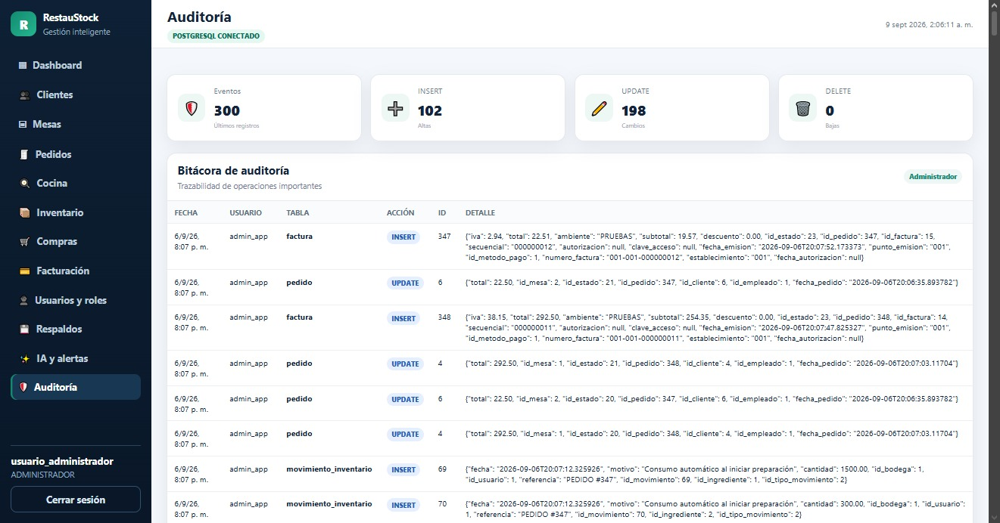 R
RestauStock
Gestión inteligente
Dashboard
Clientes
Mesas
Pedidos
Cocina
Inventario
Compras
Facturación
Usuarios y roles
Respaldos
IA y alertas
Auditoría
usuario_administrador
ADMINISTRADOR
Cerrar sesión
Auditoría
POSTGRESQL CONECTADO
9 sept 2026, 2:06:11 a. m.
Eventos
300
Últimos registros
INSERT
102
Altas
UPDATE
198
Cambios
DELETE
0
Bajas
Bitácora de auditoría
Trazabilidad de operaciones importantes
Administrador
FECHA USUARIO TABLA ACCIÓN ID DETALLE
6/9/26, admin_app factura INSERT 347 {"iva": 2.94, "total": 22.51, "ambiente": "PRUEBAS", "subtotal": 19.57, "descuento": 0.00, "id_estado": 23, "id_pedido": 347, "id_factura": 15,
8:07 p. m. "secuencial": "000000012", "autorizacion": null, "clave_acceso": null, "fecha_emision": "2026-09-06T20:07:52.173373", "punto_emision": "001",
"id_metodo_pago": 1, "numero_factura": "001-001-000000012", "establecimiento": "001", "fecha_autorizacion": null}
6/9/26, admin_app pedido UPDATE 6 {"total": 22.50, "id_mesa": 2, "id_estado": 21, "id_pedido": 347, "id_cliente": 6, "id_empleado": 1, "fecha_pedido": "2026-09-06T20:06:35.893782"}
8:07 p. m.
6/9/26, admin_app factura INSERT 348 {"iva": 38.15, "total": 292.50, "ambiente": "PRUEBAS", "subtotal": 254.35, "descuento": 0.00, "id_estado": 23, "id_pedido": 348, "id_factura": 14,
8:07 p. m. "secuencial": "000000011", "autorizacion": null, "clave_acceso": null, "fecha_emision": "2026-09-06T20:07:47.825327", "punto_emision": "001",
"id_metodo_pago": 1, "numero_factura": "001-001-000000011", "establecimiento": "001", "fecha_autorizacion": null}
6/9/26, admin_app pedido UPDATE 4 {"total": 292.50, "id_mesa": 1, "id_estado": 21, "id_pedido": 348, "id_cliente": 4, "id_empleado": 1, "fecha_pedido": "2026-09-06T20:07:03.11704"}
8:07 p. m.
6/9/26, admin_app pedido UPDATE 6 {"total": 22.50, "id_mesa": 2, "id_estado": 20, "id_pedido": 347, "id_cliente": 6, "id_empleado": 1, "fecha_pedido": "2026-09-06T20:06:35.893782"}
8:07 p. m.
6/9/26, admin_app pedido UPDATE 4 {"total": 292.50, "id_mesa": 1, "id_estado": 20, "id_pedido": 348, "id_cliente": 4, "id_empleado": 1, "fecha_pedido": "2026-09-06T20:07:03.11704"}
8:07 p. m.
6/9/26, admin_app movimiento_inventario INSERT 69 {"fecha": "2026-09-06T20:07:12.325926", "motivo": "Consumo automático al iniciar preparación", "cantidad": 1500.00, "id_bodega": 1,
8:07 p. m. "id_usuario": 1, "referencia": "PEDIDO #347", "id_movimiento": 69, "id_ingrediente": 1, "id_tipo_movimiento": 2}
6/9/26, admin_app movimiento_inventario INSERT 70 {"fecha": "2026-09-06T20:07:12.325926", "motivo": "Consumo automático al iniciar preparación", "cantidad": 300.00, "id_bodega": 1, "id_usuario":
8:07 p. m. 1, "referencia": "PEDIDO #347", "id_movimiento": 70, "id_ingrediente": 2, "id_tipo_movimiento": 2}